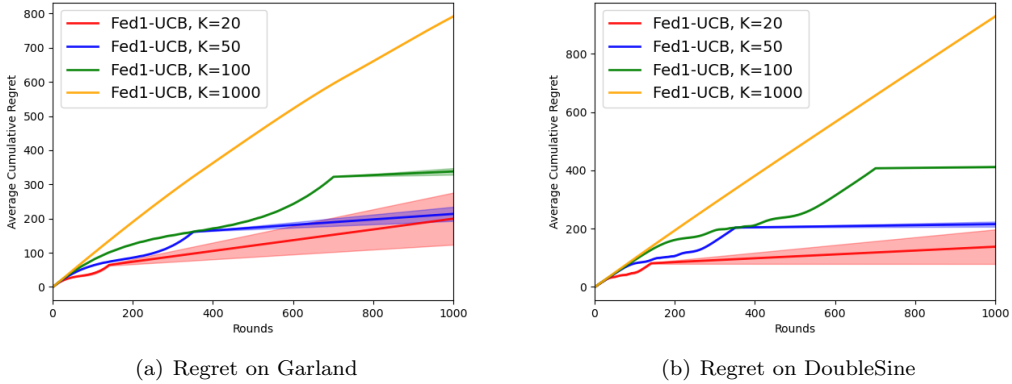 Fed1-UCB, K=20
Fed1-UCB, K=50
Fed1-UCB, K=100
Fed1-UCB, K=1000
Average Cumulative Regret
800
700
600
500
400
300
200
100
0
0 200 400 600 800 1000
Rounds
(a) Regret on Garland
Fed1-UCB, K=20
Fed1-UCB, K=50
Fed1-UCB, K=100
Fed1-UCB, K=1000
Average Cumulative Regret
800
600
400
200
0
0 200 400 600 800 1000
Rounds
(b) Regret on DoubleSine